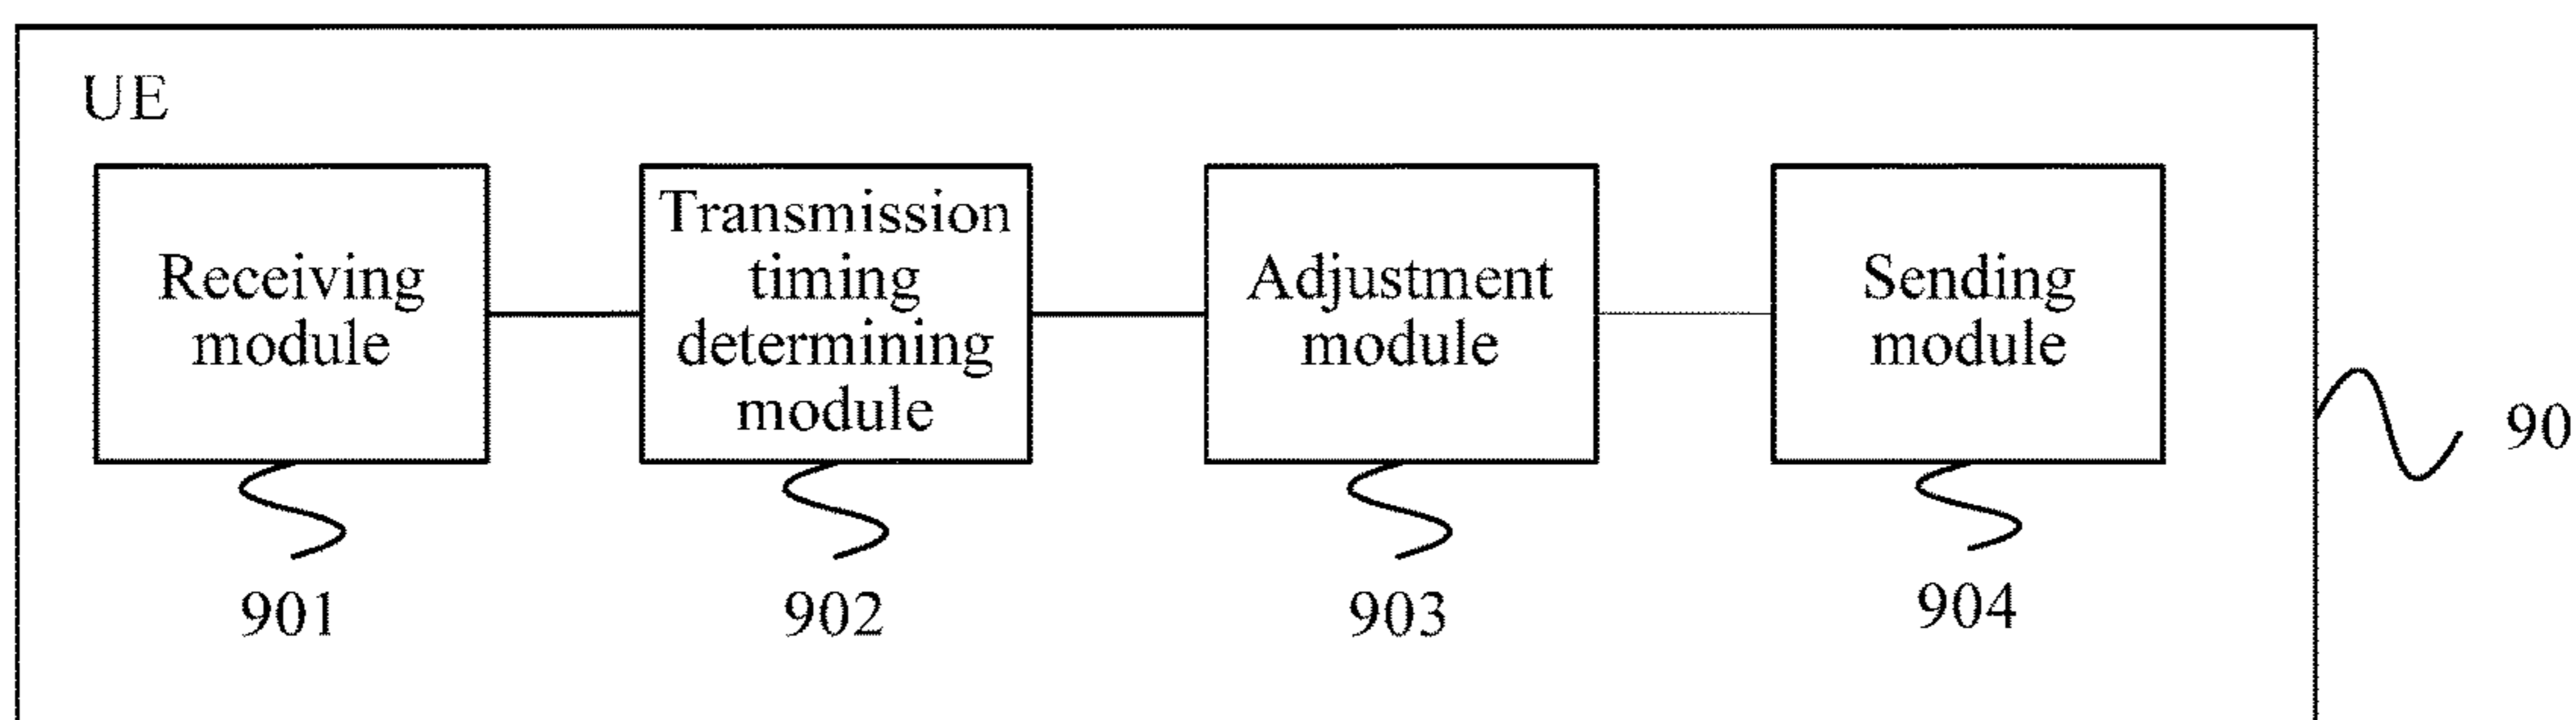 UE
Receiving
module
Transmission
timing
determining
module
Adjustment
module
Sending
module
90
901
902
903
904